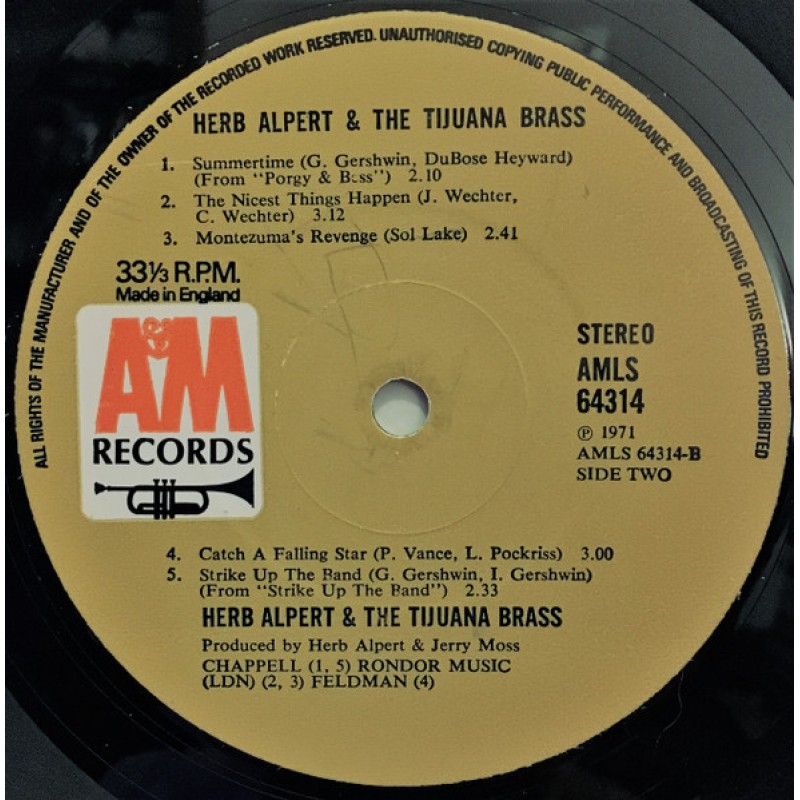 ALL RIGHTS OF THE MANUFACTURER AND OF THE OWNER OF THE RECORDED WORK RESERVED. UNAUTHORISED COPYING PUBLIC PERFORMANCE AND BROADCASTING OF THIS RECORD PROHIBITED
HERB ALPERT & THE TIJUANA BRASS
1. Summertime (G. Gershwin, DuBose Heyward)
(From "Porgy & Bess") 2.10
2. The Nicest Things Happen (J. Wechter,
C. Wechter) 3.12
3. Montezuma's Revenge (Sol Lake) 2.41
33⅓ R.P.M.
Made in England
A&M
RECORDS
STEREO
AMLS
64314
℗ 1971
AMLS 64314-B
SIDE TWO
4. Catch A Falling Star (P. Vance, L. Pockriss) 3.00
5. Strike Up The Band (G. Gershwin, I. Gershwin)
(From "Strike Up The Band") 2.33
HERB ALPERT & THE TIJUANA BRASS
Produced by Herb Alpert & Jerry Moss
CHAPPELL (1, 5) RONDOR MUSIC
(LDN) (2, 3) FELDMAN (4)